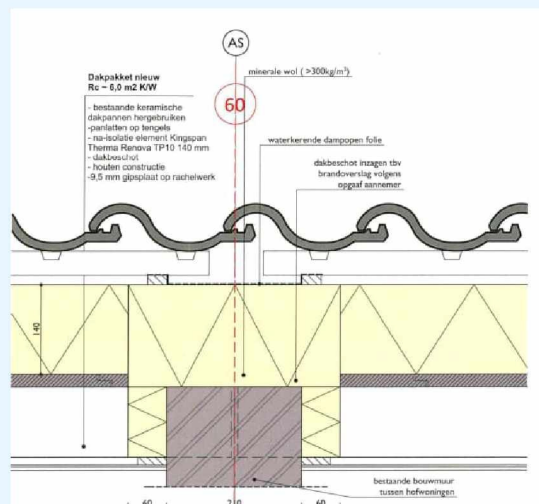 AS
60
Dakpakket nieuw
Rc ~ 6,0 m2 K/W
- bestaande keramische
dakpannen hergebruiken
-panlatten op tengels
- na-isolatie element Kingspan
Therma Renova TP10 140 mm
- dakbeschot
- houten constructie
-9,5 mm gipsplaat op rachelwerk
minerale wol ( >300kg/m³)
waterkerende dampopen folie
dakbeschot inzagen tbv
brandoverslag volgens
opgaaf aannemer
140
bestaande bouwmuur
tussen hofwoningen
60
210
60